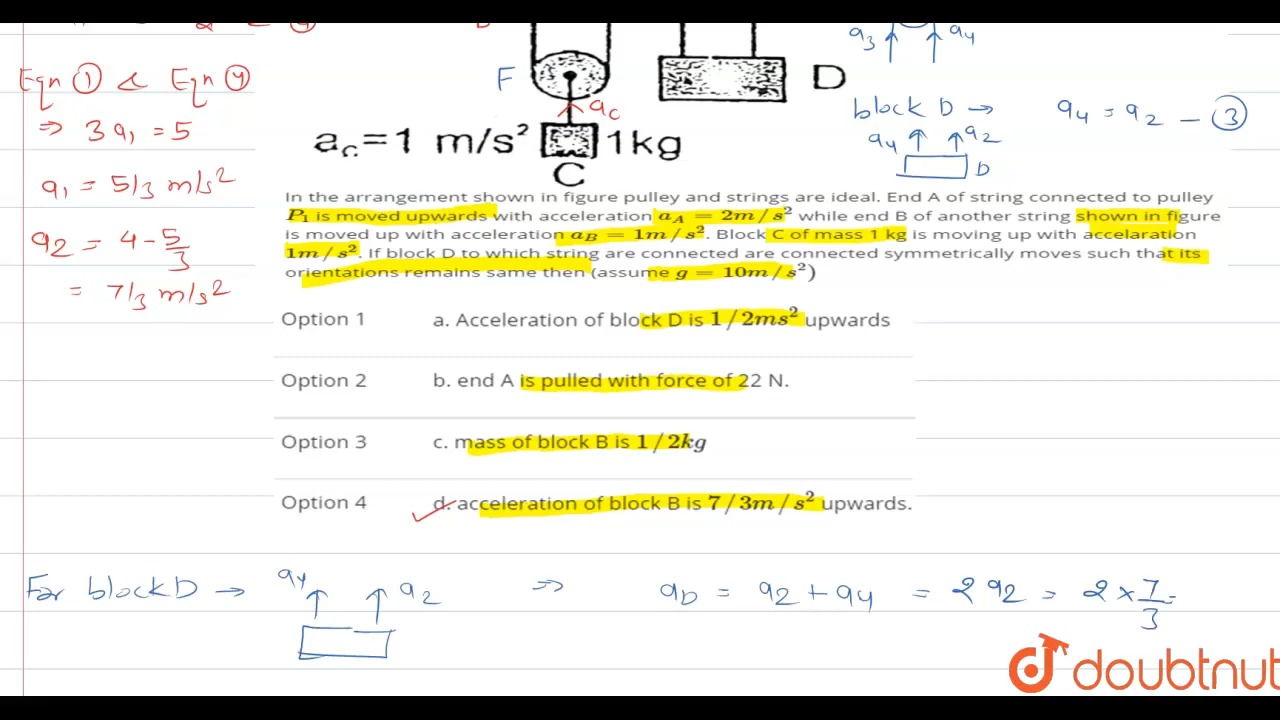 a₃ a₄
Eqn ① & Eqn ④
⇒ 3a₁ = 5
a₁ = 5/3 m/s²
a₂ = 4 - 5/3
= 7/3 m/s²
F
D
a_c
a_c=1 m/s² 1kg
C
block D → a₄ = a₂ — ③
a₄ a₂
D
In the arrangement shown in figure pulley and strings are ideal. End A of string connected to pulley
P₁ is moved upwards with acceleration a_A = 2m/s² while end B of another string shown in figure
is moved up with acceleration a_B = 1m/s². Block C of mass 1 kg is moving up with accelaration
1m/s². If block D to which string are connected are connected symmetrically moves such that its
orientations remains same then (assume g = 10m/s²)
Option 1 a. Acceleration of block D is 1/2ms² upwards
Option 2 b. end A is pulled with force of 22 N.
Option 3 c. mass of block B is 1/2kg
Option 4 d. acceleration of block B is 7/3m/s² upwards.
For block D → a₄ a₂ ⇒ a_D = a₂ + a₄ = 2a₂ = 2 × 7/3 =
doubtnut